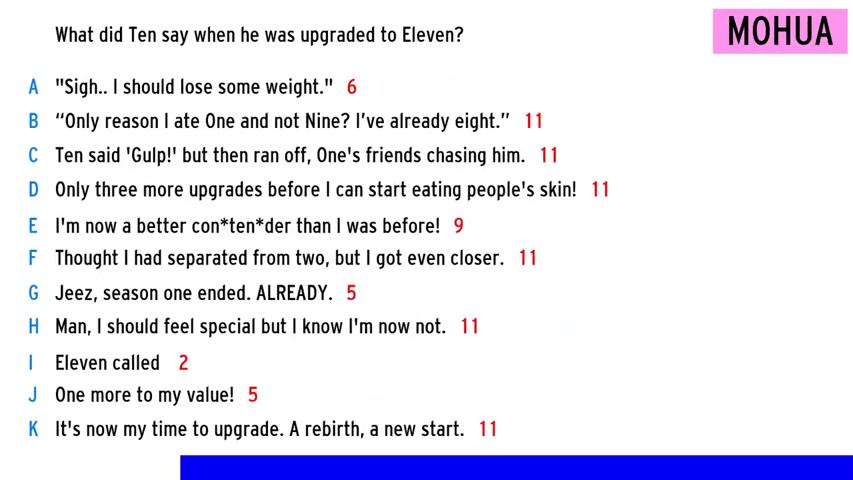 What did Ten say when he was upgraded to Eleven?
MOHUA
A "Sigh.. I should lose some weight." 6
B “Only reason I ate One and not Nine? I’ve already eight.” 11
C Ten said 'Gulp!' but then ran off, One's friends chasing him. 11
D Only three more upgrades before I can start eating people's skin! 11
E I'm now a better con*ten*der than I was before! 9
F Thought I had separated from two, but I got even closer. 11
G Jeez, season one ended. ALREADY. 5
H Man, I should feel special but I know I'm now not. 11
I Eleven called 2
J One more to my value! 5
K It's now my time to upgrade. A rebirth, a new start. 11